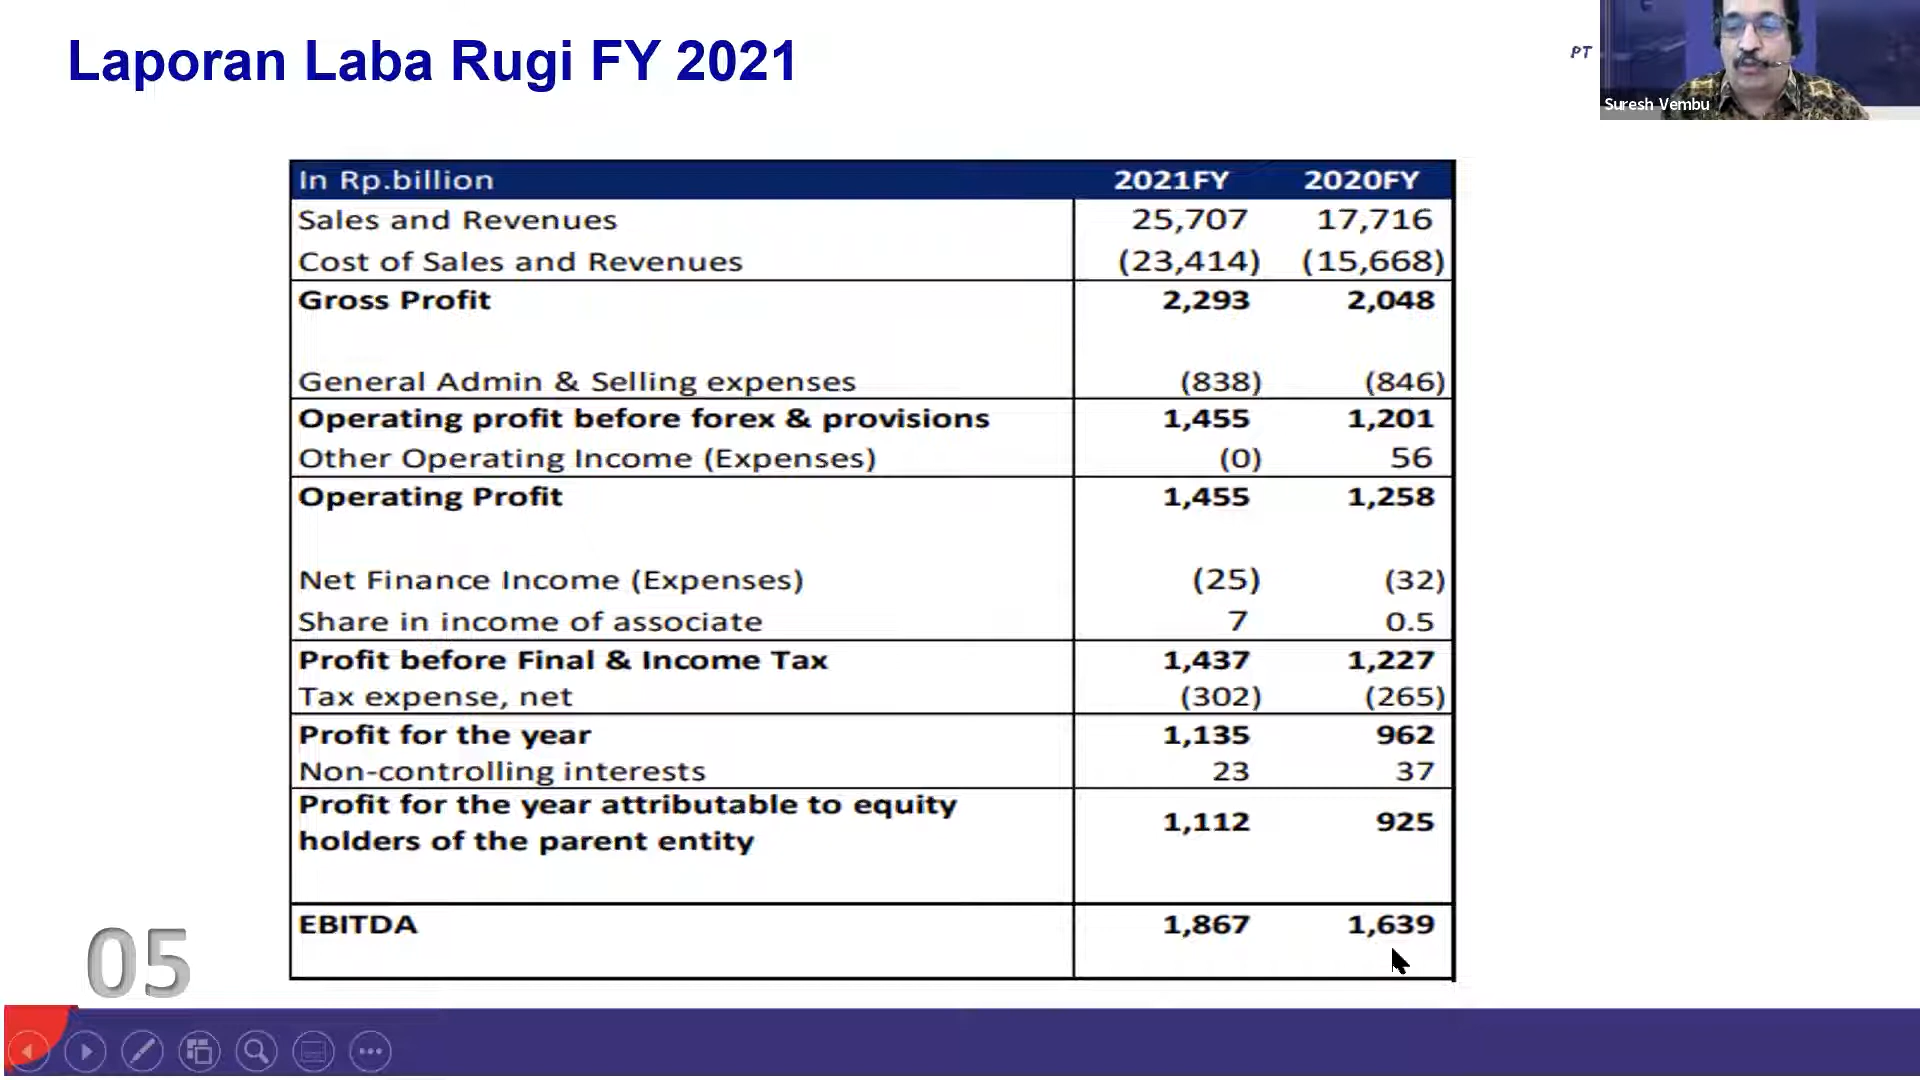 Laporan Laba Rugi FY 2021
PT
Suresh Vembu
In Rp.billion 2021FY 2020FY
Sales and Revenues 25,707 17,716
Cost of Sales and Revenues (23,414) (15,668)
Gross Profit 2,293 2,048
General Admin & Selling expenses (838) (846)
Operating profit before forex & provisions 1,455 1,201
Other Operating Income (Expenses) (0) 56
Operating Profit 1,455 1,258
Net Finance Income (Expenses) (25) (32)
Share in income of associate 7 0.5
Profit before Final & Income Tax 1,437 1,227
Tax expense, net (302) (265)
Profit for the year 1,135 962
Non-controlling interests 23 37
Profit for the year attributable to equity
holders of the parent entity 1,112 925
EBITDA 1,867 1,639
05